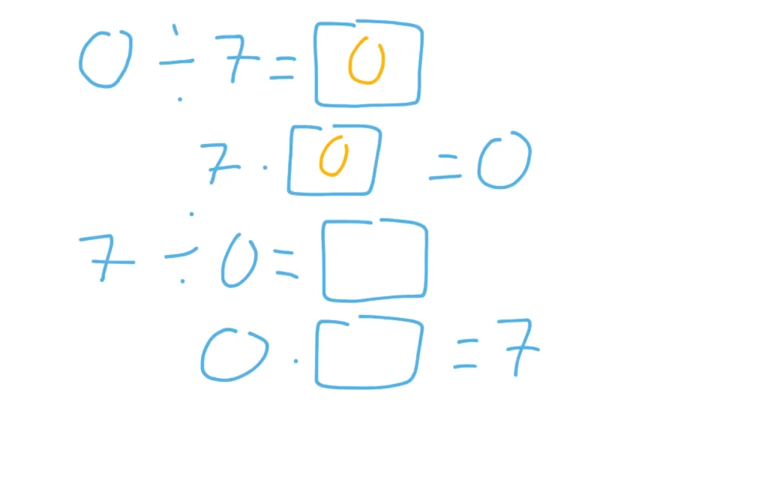 0 ÷ 7 = 0
7 · 0 = 0
7 ÷ 0 = □
0 · □ = 7